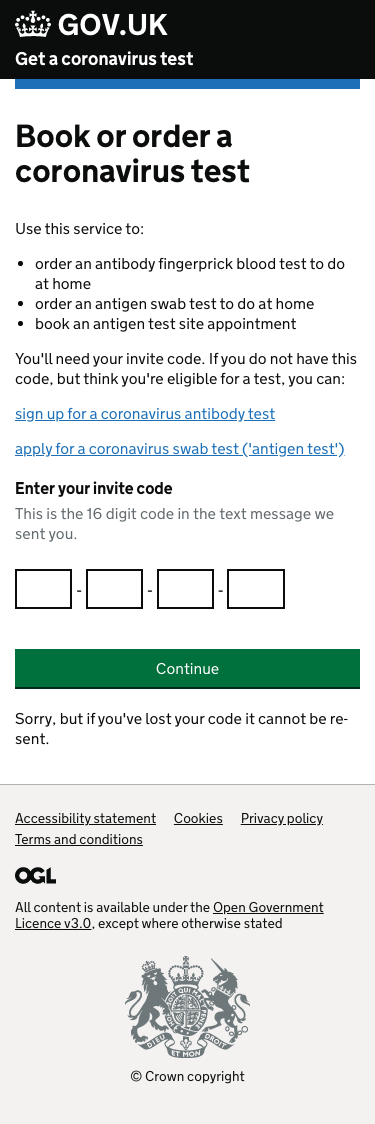 GOV.UK
Get a coronavirus test
Book or order a
coronavirus test
Use this service to:
• order an antibody fingerprick blood test to do
at home
• order an antigen swab test to do at home
• book an antigen test site appointment
You'll need your invite code. If you do not have this
code, but think you're eligible for a test, you can:
sign up for a coronavirus antibody test
apply for a coronavirus swab test ('antigen test')
Enter your invite code
This is the 16 digit code in the text message we
sent you.
- - -
Continue
Sorry, but if you've lost your code it cannot be re-
sent.
Accessibility statement Cookies Privacy policy
Terms and conditions
OGL
All content is available under the Open Government
Licence v3.0, except where otherwise stated
DIEU ET MON DROIT
© Crown copyright